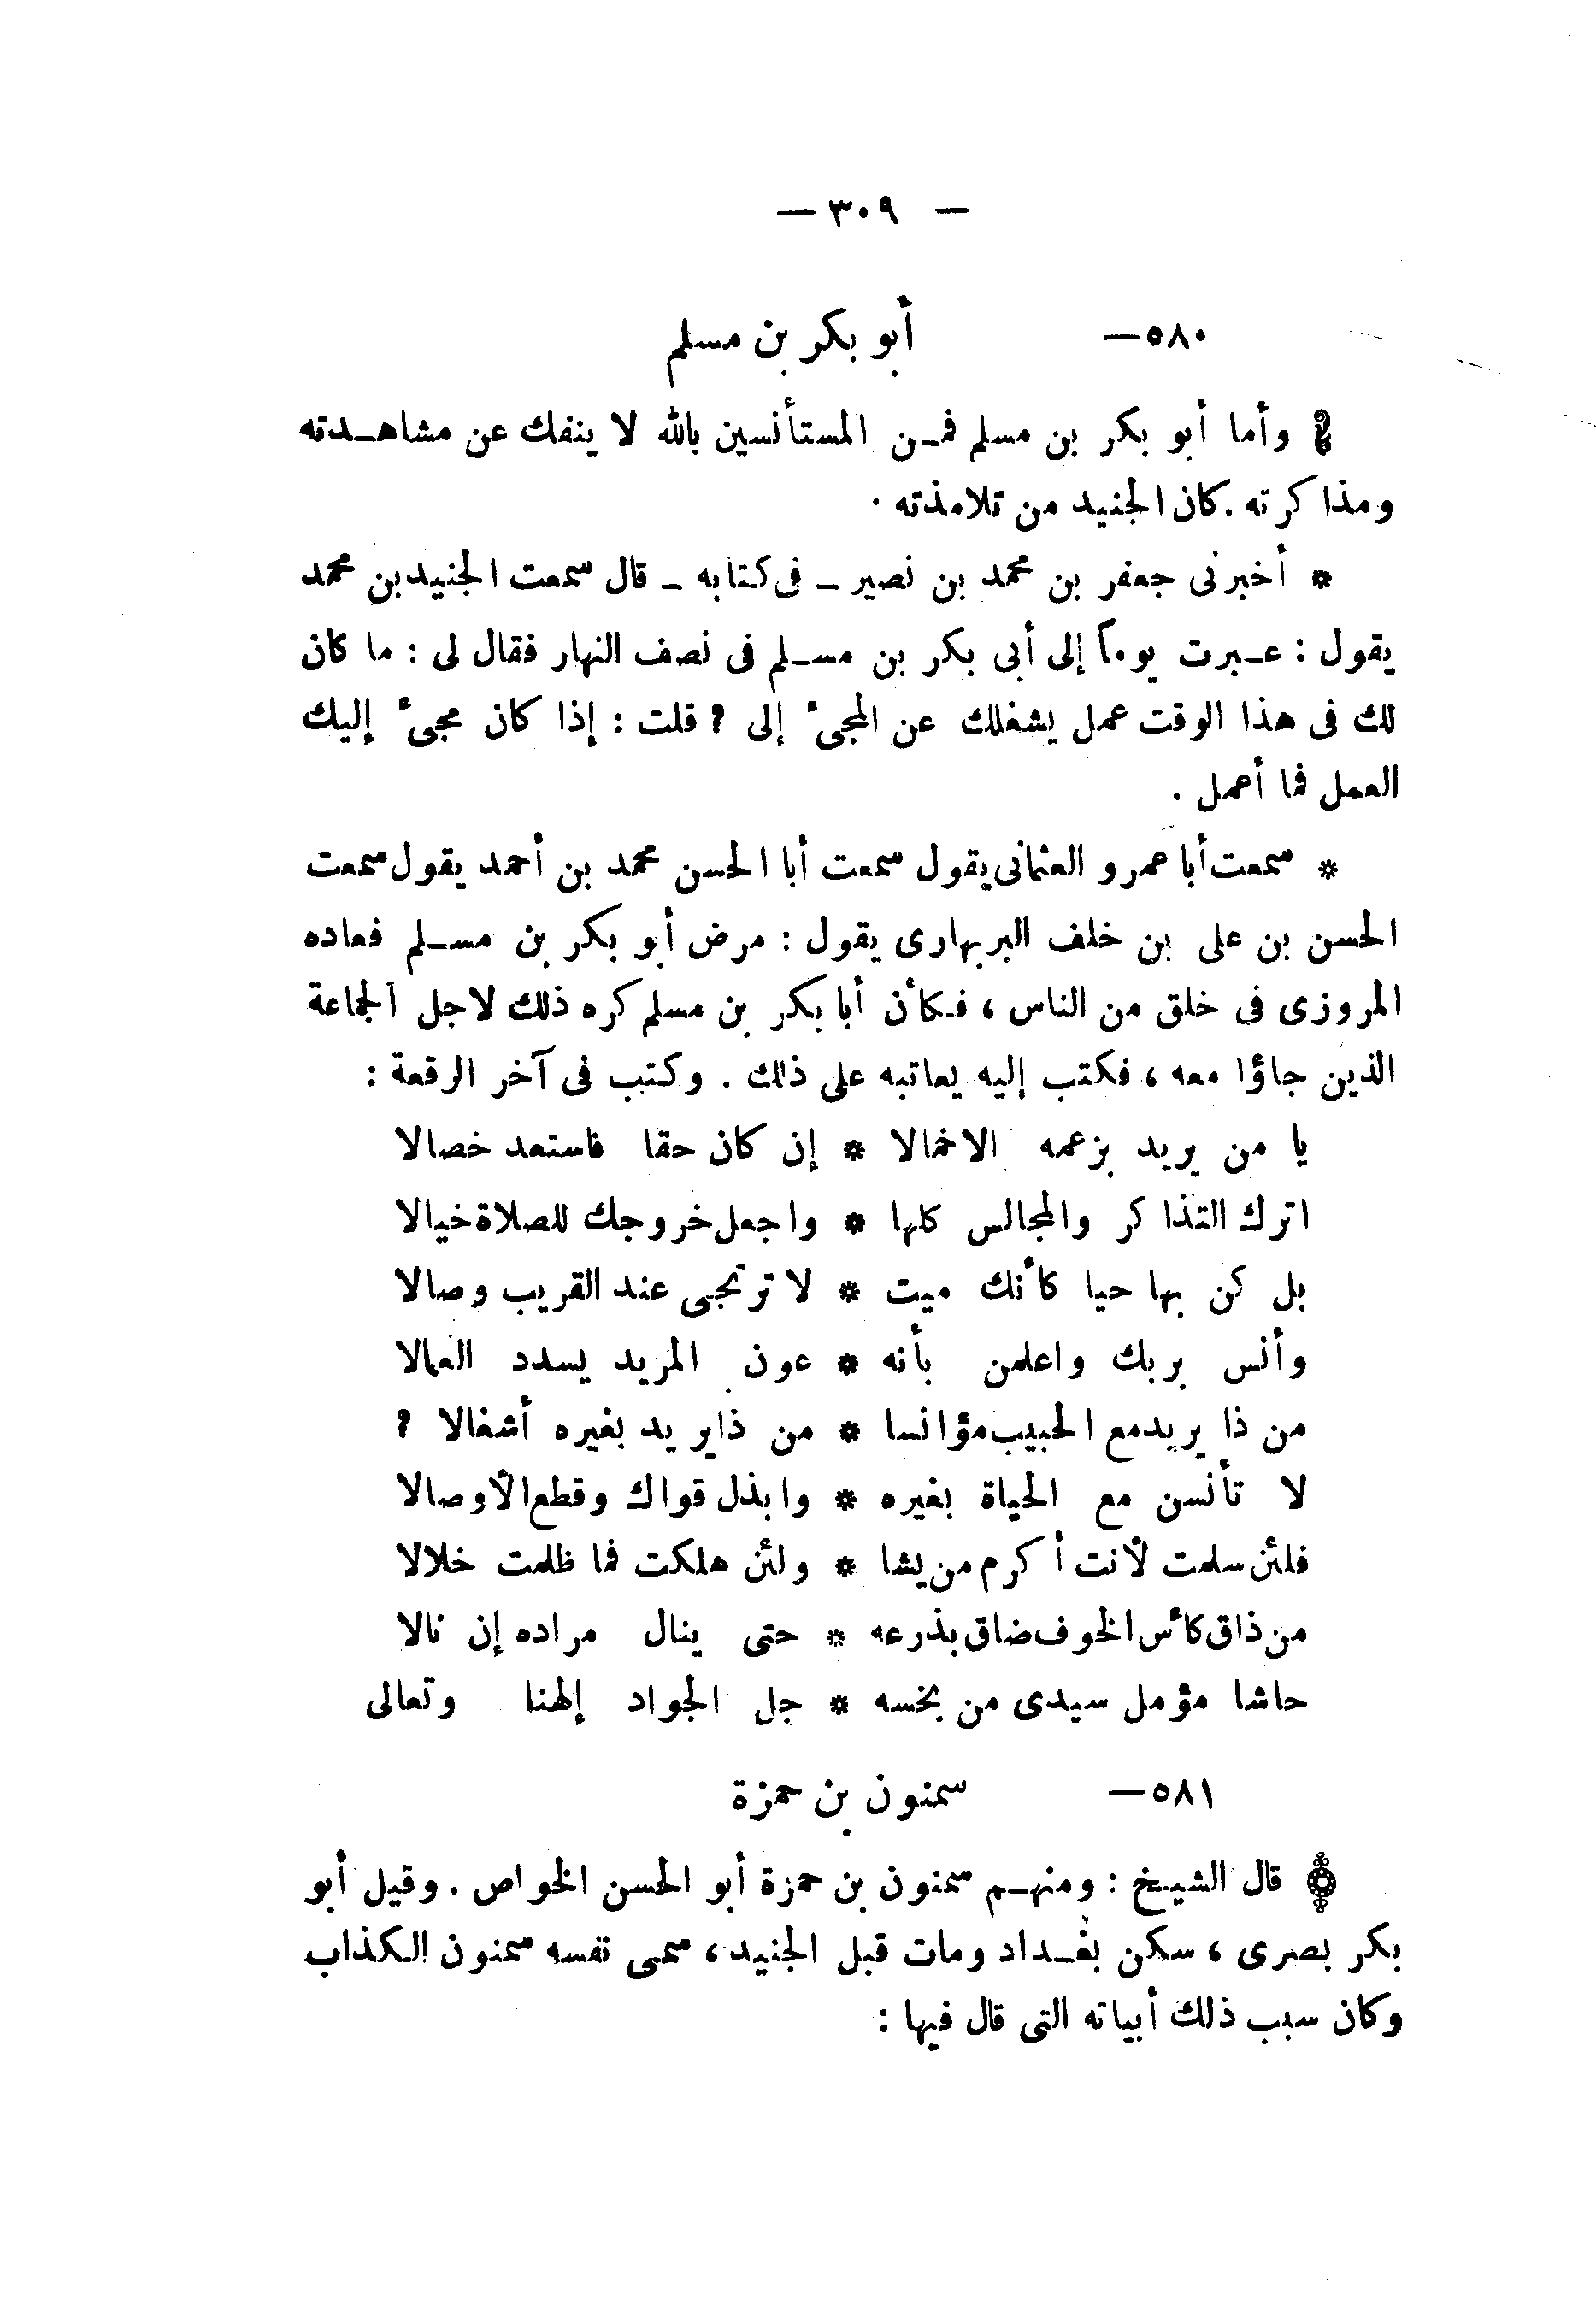 — ٣٠٩ —
٥٨٠— أبو بكر بن مسلم
وأما أبو بكر بن مسلم فمـن المستأنسين بالله لا ينفك عن مشاهـدته
ومذاكرته . كان الجنيد من تلامذته .
* أخبرنى جعفر بن محمد بن نصير ـ فى كتابه ـ قال سمعت الجنيد بن محمد
يقول : عـبرت يوماً إلى أبى بكر بن مسـلم فى نصف النهار فقال لى : ما كان
لك فى هذا الوقت عمل يشغلك عن المجىء إلى ؟ قلت : إذا كان مجىء إليك
العمل فما أعمل .
* سمعت أبا عمرو العثمانى يقول سمعت أبا الحسن محمد بن أحمد يقول سمعت
الحسن بن على بن خلف البربهارى يقول : مرض أبو بكر بن مسـلم فعاده
المروزى فى خلق من الناس ، فـكأن أبا بكر بن مسلم كره ذلك لاجل الجماعة
الذين جاؤا معه ، فكتب إليه يعاتبه على ذلك . وكتب فى آخر الرقعة :
يا من يريد بزعمه الاخمالا * إن كان حقا فاستعد خصالا
اترك التذاكر والمجالس كلها * واجعل خروجك للصلاة خيالا
بل كن بها حيا كأنك ميت * لا ترتجى عند القريب وصالا
وأنس بربك واعلمن بأنه * عون المريد يسدد العمالا
من ذا يريد مع الحبيب مؤانسا * من ذا يريد بغيره أشغالا ؟
لا تأنسن مع الحياة بغيره * وابذل قواك وقطع الأوصالا
فلئن سلمت لأنت أكرم من يشا * ولئن هلكت فما ظلمت خلالا
من ذاق كأس الخوف ضاق بذرعه * حتى ينال مراده إن نالا
حاشا مؤمل سيدى من بخسه * جل الجواد إلهنا وتعالى
٥٨١— سمنون بن حمزة
قال الشيخ : ومنهـم سمنون بن حمزة أبو الحسن الخواص . وقيل أبو
بكر بصرى ، سكن بغـداد ومات قبل الجنيد ، سمى نفسه سمنون الكذاب
وكان سبب ذلك أبياته التى قال فيها :